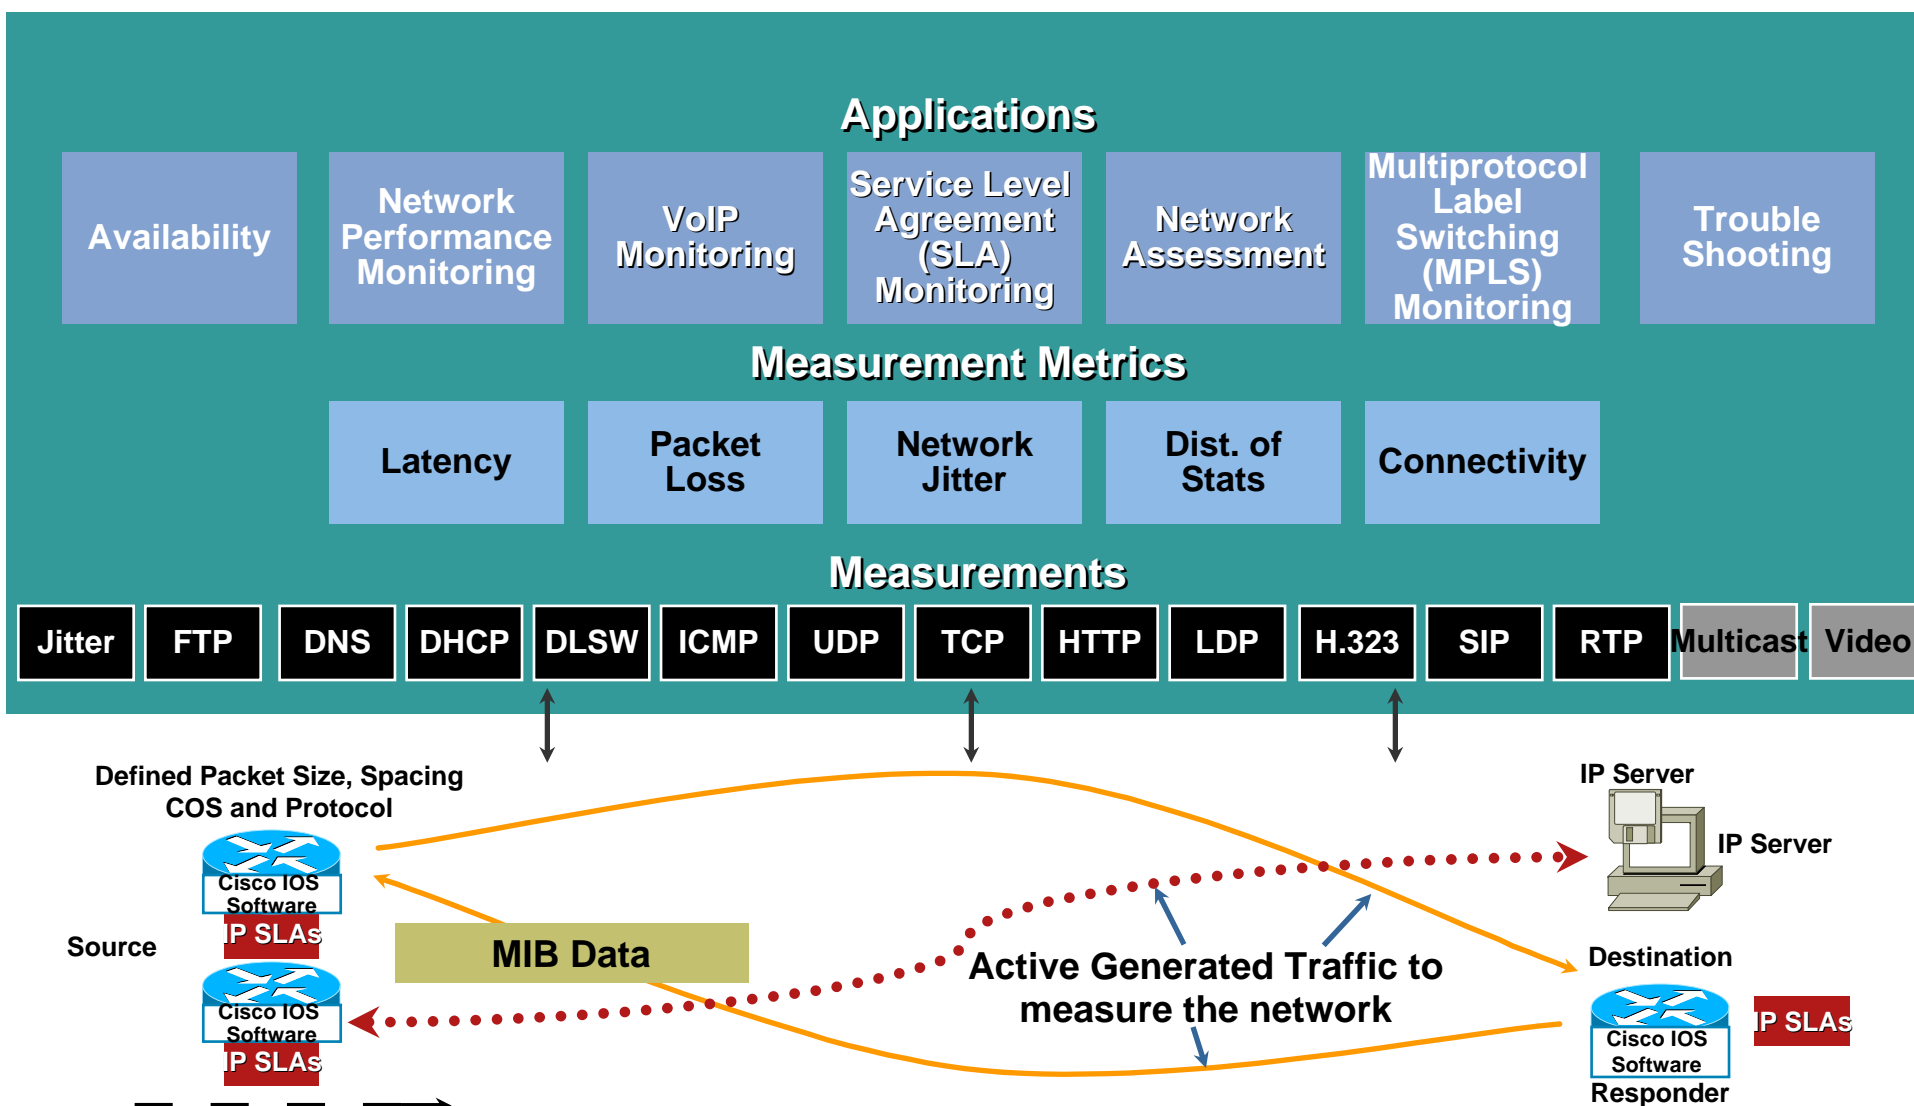 Applications
Availability
Network
Performance
Monitoring
VoIP
Monitoring
Service Level
Agreement
(SLA)
Monitoring
Network
Assessment
Multiprotocol
Label
Switching
(MPLS)
Monitoring
Trouble
Shooting
Measurement Metrics
Latency
Packet
Loss
Network
Jitter
Dist. of
Stats
Connectivity
Measurements
Jitter
FTP
DNS
DHCP
DLSW
ICMP
UDP
TCP
HTTP
LDP
H.323
SIP
RTP
Multicast
Video
Defined Packet Size, Spacing
COS and Protocol
Cisco IOS
Software
IP SLAs
Source
Cisco IOS
Software
IP SLAs
MIB Data
Active Generated Traffic to
measure the network
IP Server
IP Server
Destination
Cisco IOS
Software
IP SLAs
Responder